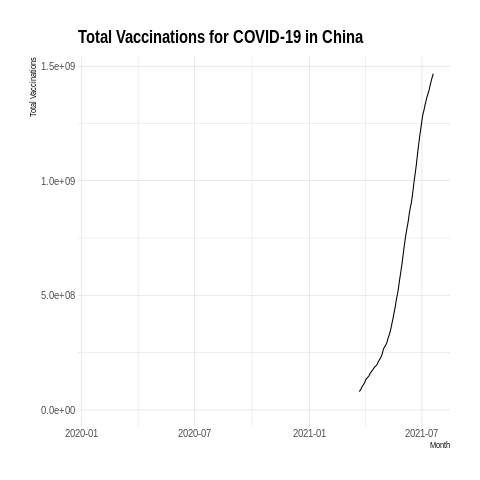 Total Vaccinations for COVID-19 in China
Total Vaccinations
1.5e+09
1.0e+09
5.0e+08
0.0e+00
2020-01 2020-07 2021-01 2021-07
Month